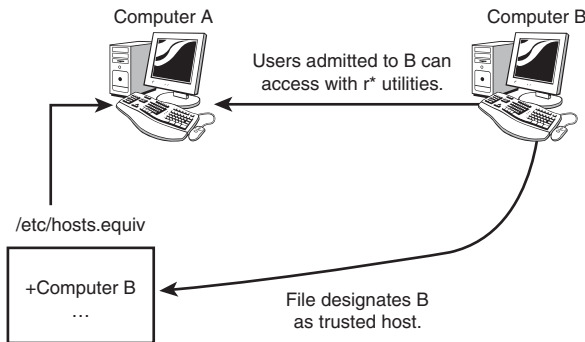 Computer A
Computer B
Users admitted to B can
access with r* utilities.
/etc/hosts.equiv
+Computer B
...
File designates B
as trusted host.